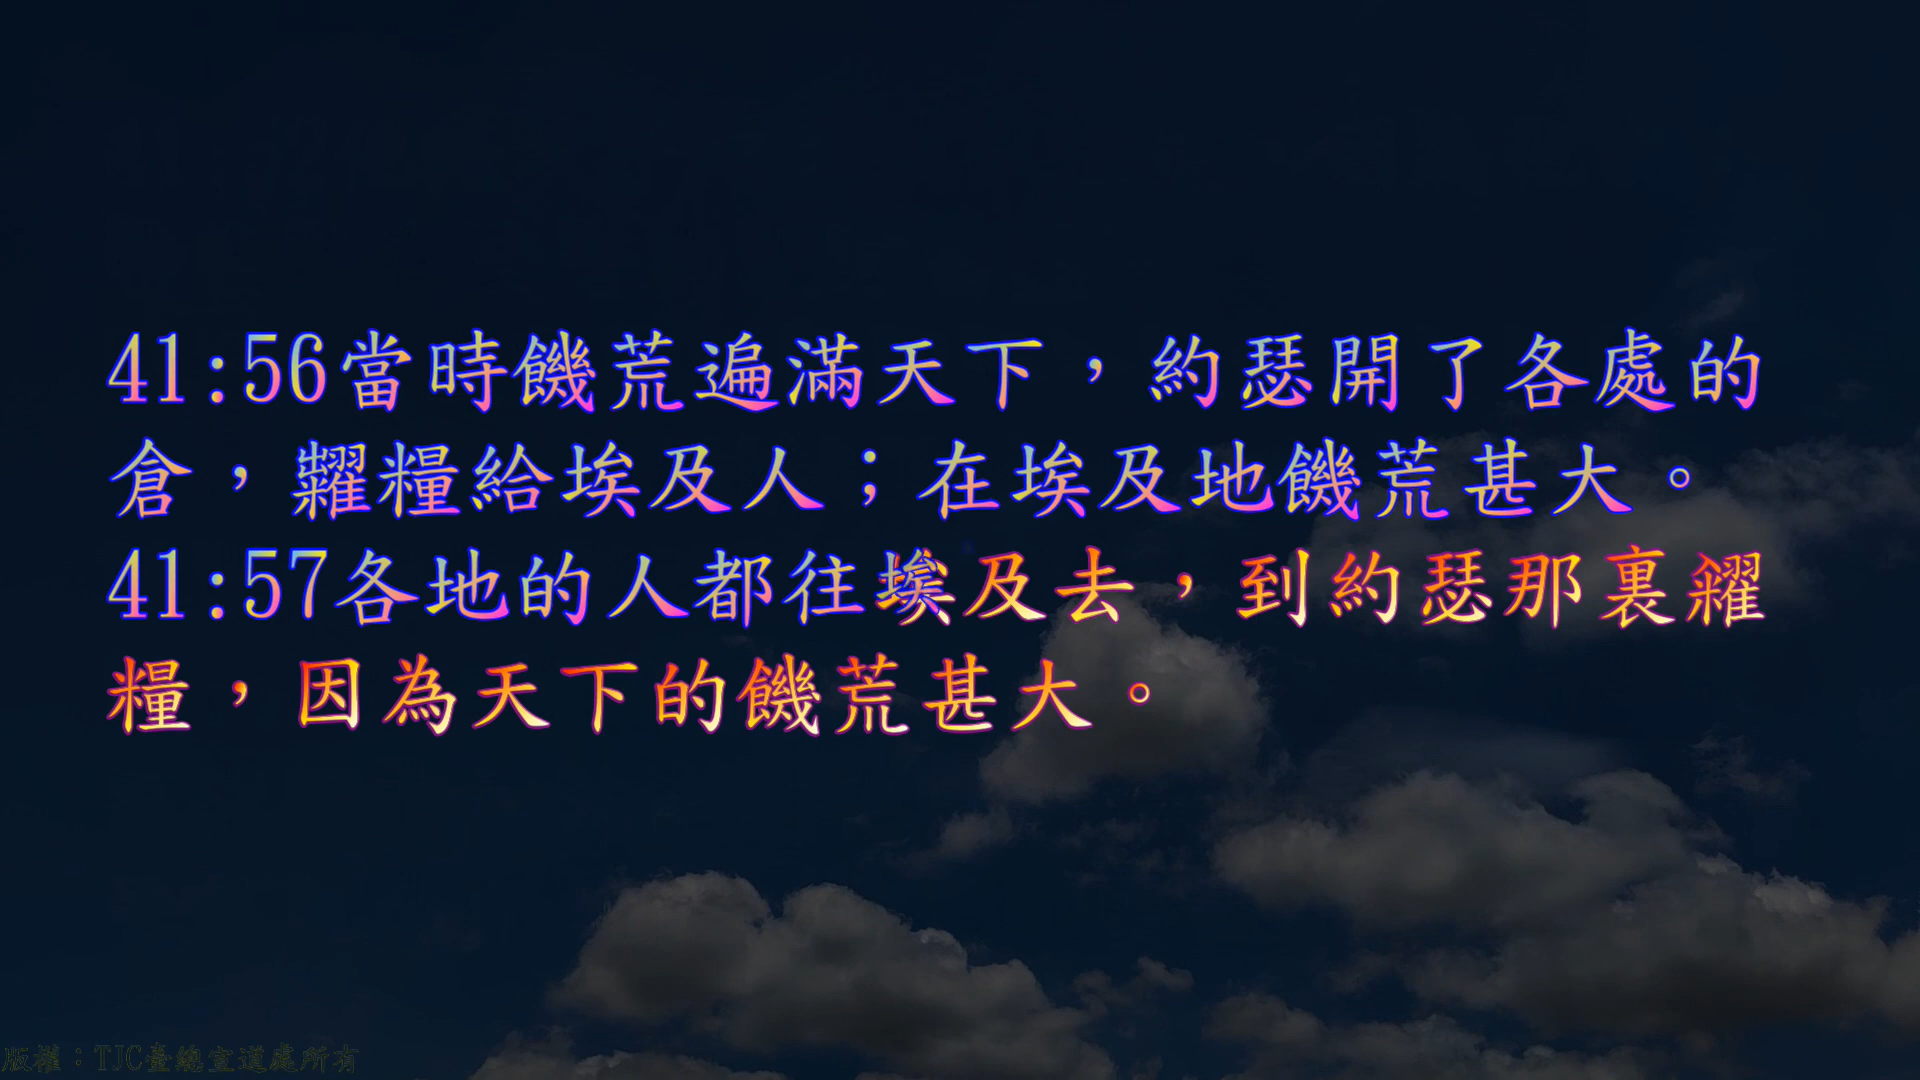 41:56當時饑荒遍滿天下，約瑟開了各處的
倉，糶糧給埃及人；在埃及地饑荒甚大。
41:57各地的人都往埃及去，到約瑟那裏糴
糧，因為天下的饑荒甚大。
版權：TJC臺總宣道處所有